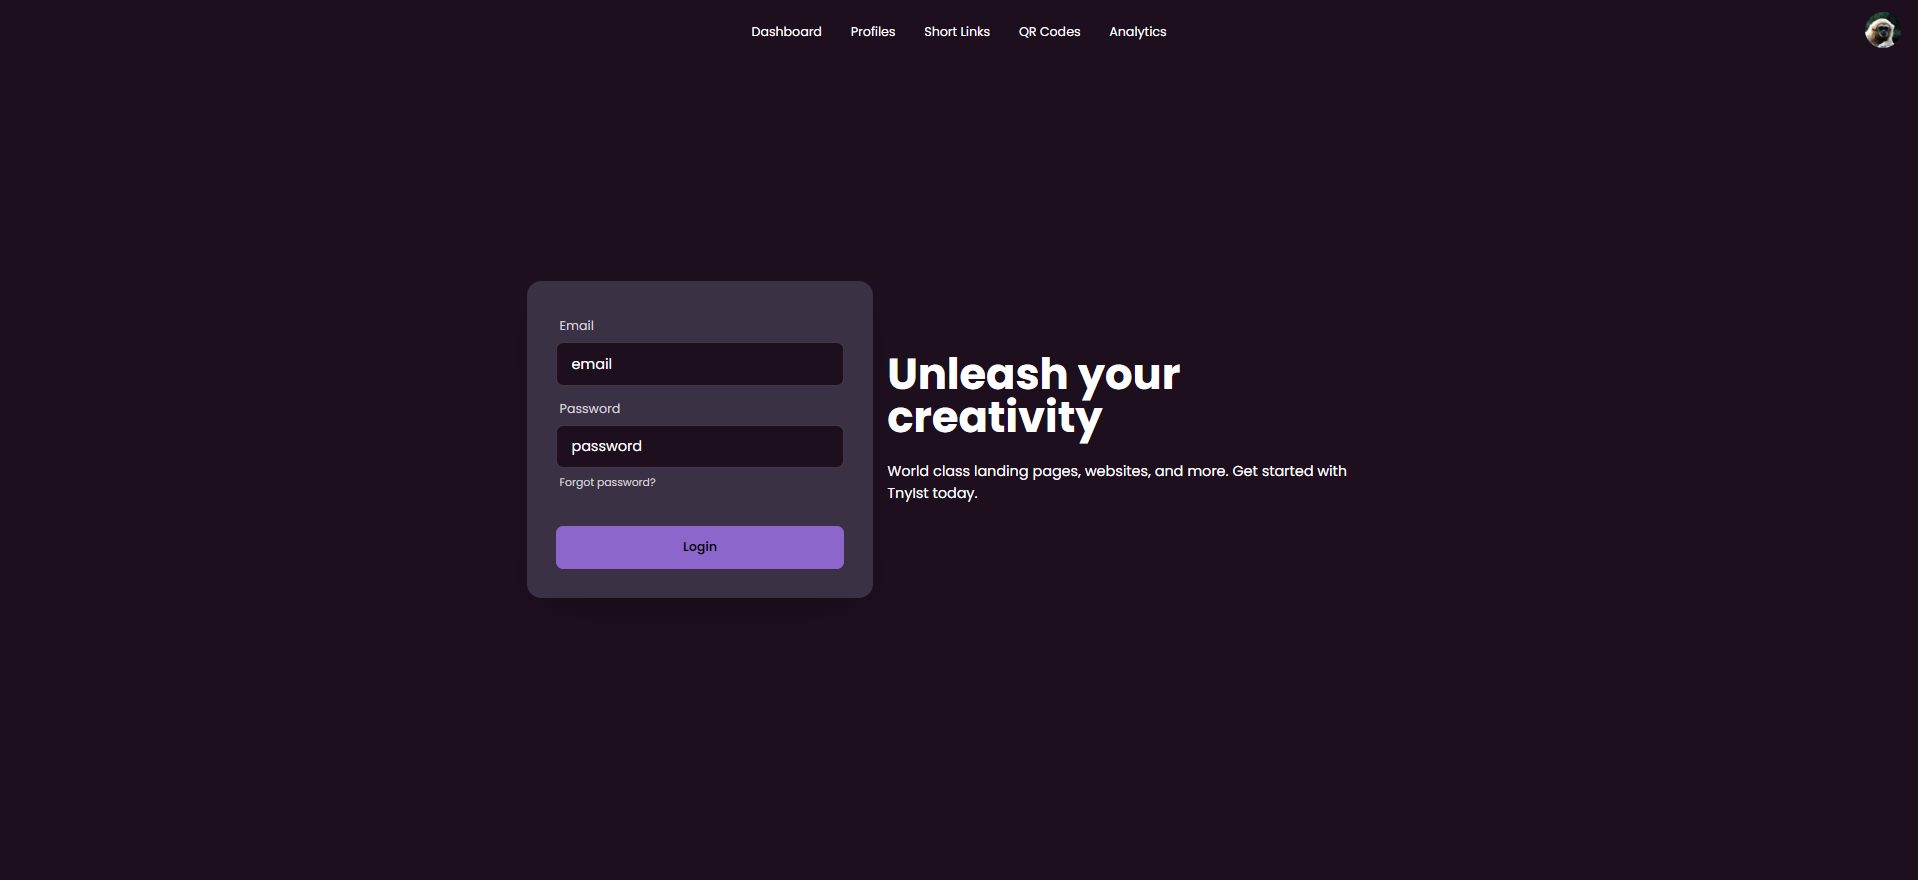 Dashboard Profiles Short Links QR Codes Analytics
Email
email
Password
password
Forgot password?
Login
Unleash your
creativity
World class landing pages, websites, and more. Get started with
TnyIst today.